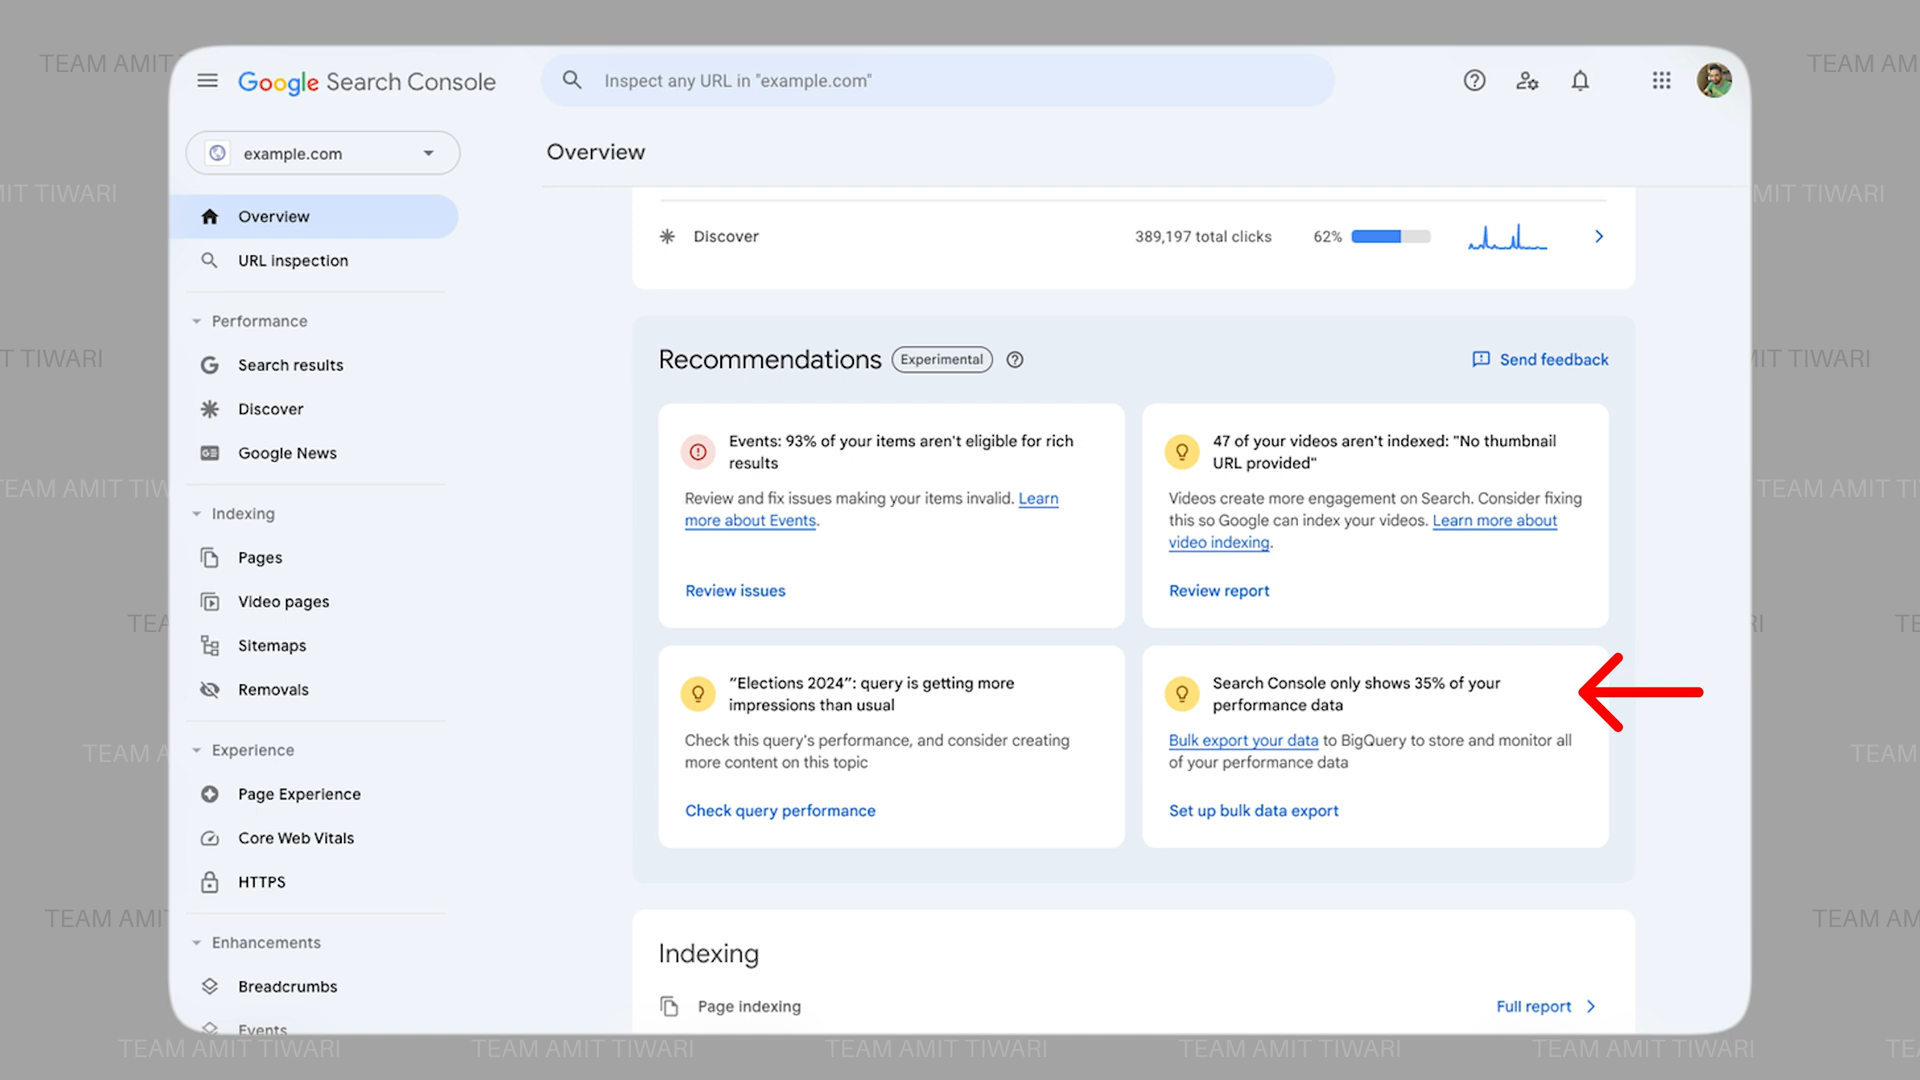 Google Search Console
Inspect any URL in "example.com"
example.com
Overview
URL inspection
Performance
Search results
Discover
Google News
Indexing
Pages
Video pages
Sitemaps
Removals
Experience
Page Experience
Core Web Vitals
HTTPS
Enhancements
Breadcrumbs
Events
Overview
Discover
389,197 total clicks
62%
Recommendations
Experimental
Send feedback
Events: 93% of your items aren't eligible for rich
results
Review and fix issues making your items invalid. Learn
more about Events.
Review issues
47 of your videos aren't indexed: "No thumbnail
URL provided"
Videos create more engagement on Search. Consider fixing
this so Google can index your videos. Learn more about
video indexing.
Review report
“Elections 2024”: query is getting more
impressions than usual
Check this query's performance, and consider creating
more content on this topic
Check query performance
Search Console only shows 35% of your
performance data
Bulk export your data to BigQuery to store and monitor all
of your performance data
Set up bulk data export
Indexing
Page indexing
Full report
TEAM AMIT TIWARI
TEAM AMIT TIWARI
TEAM AMIT TIWARI
TEAM AMIT TIWARI
TEAM AMIT TIWARI